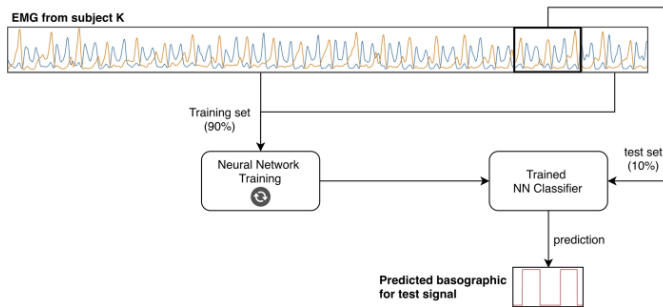 EMG from subject K
Training set
(90%)
Neural Network
Training
Trained
NN Classifier
test set
(10%)
prediction
Predicted basographic
for test signal